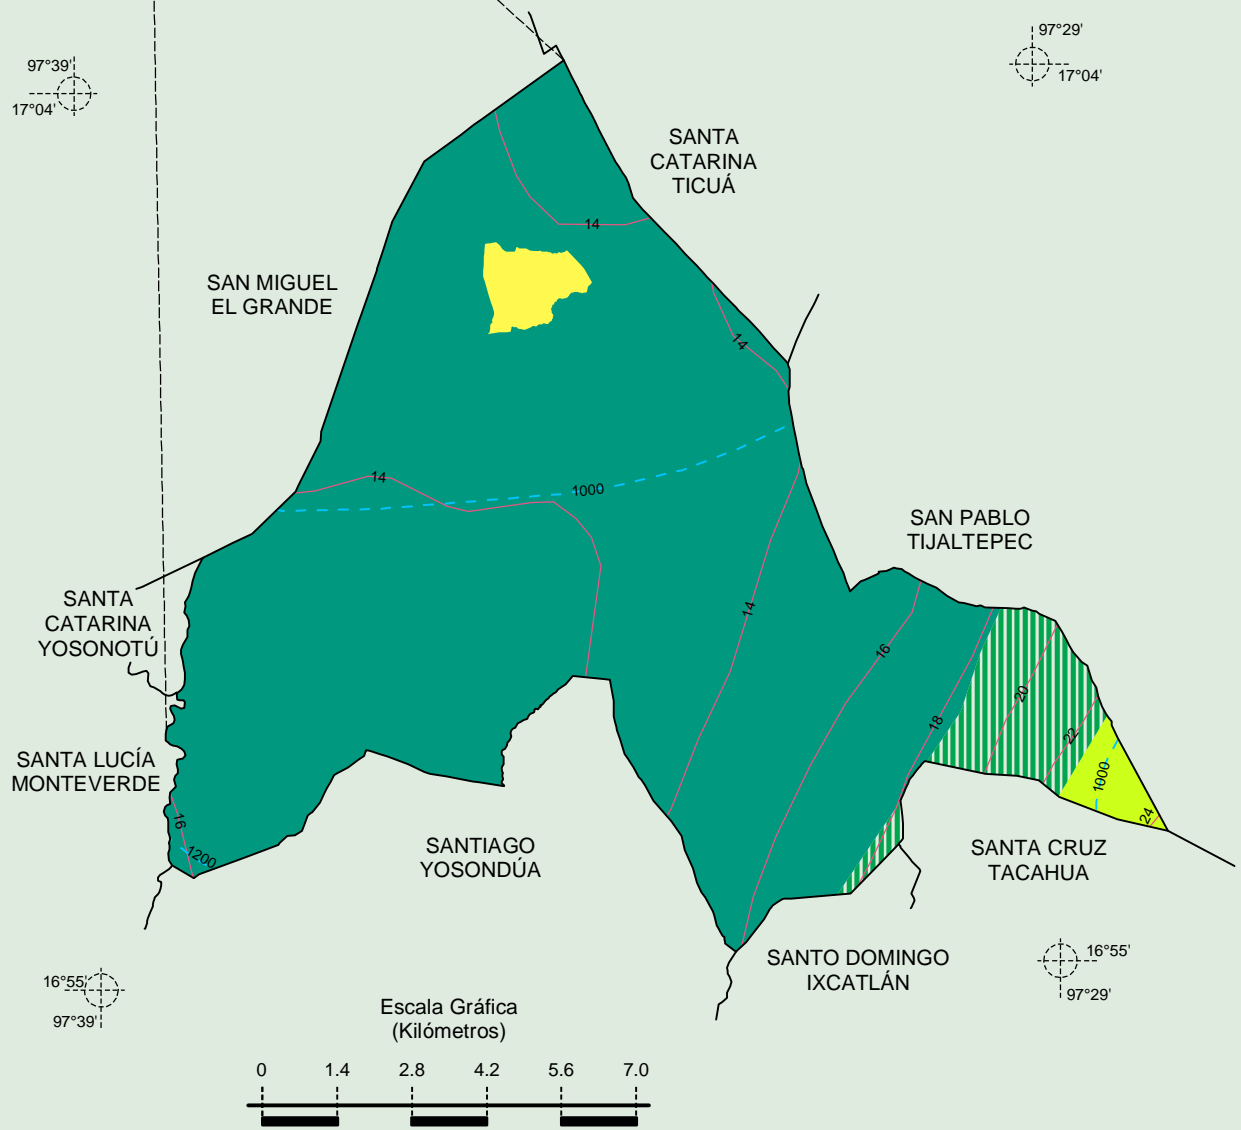 97°29'
17°04'
97°39'
17°04'
SANTA
CATARINA
TICUÁ
14
SAN MIGUEL
EL GRANDE
14
14
1000
SAN PABLO
TIJALTEPEC
SANTA
CATARINA
YOSONOTÚ
14
16
20
18
22
SANTA LUCÍA
MONTEVERDE
1000
16
24
1200
SANTIAGO
YOSONDÚA
SANTA CRUZ
TACAHUA
SANTO DOMINGO
IXCATLÁN
16°55'
97°29'
16°55'
97°39'
Escala Gráfica
(Kilómetros)
0 1.4 2.8 4.2 5.6 7.0